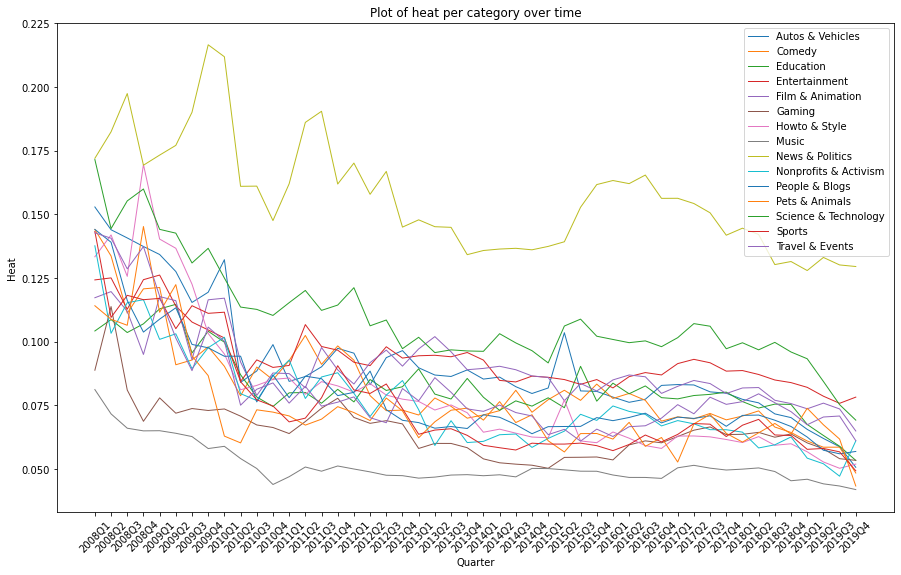 Plot of heat per category over time
0.225
0.200
0.175
0.150
0.125
0.100
0.075
0.050
Heat
Autos & Vehicles
Comedy
Education
Entertainment
Film & Animation
Gaming
Howto & Style
Music
News & Politics
Nonprofits & Activism
People & Blogs
Pets & Animals
Science & Technology
Sports
Travel & Events
2008Q1
2008Q2
2008Q3
2008Q4
2009Q1
2009Q2
2009Q3
2009Q4
2010Q1
2010Q2
2010Q3
2010Q4
2011Q1
2011Q2
2011Q3
2011Q4
2012Q1
2012Q2
2012Q3
2012Q4
2013Q1
2013Q2
2013Q3
2013Q4
2014Q1
2014Q2
2014Q3
2014Q4
2015Q1
2015Q2
2015Q3
2015Q4
2016Q1
2016Q2
2016Q3
2016Q4
2017Q1
2017Q2
2017Q3
2017Q4
2018Q1
2018Q2
2018Q3
2018Q4
2019Q1
2019Q2
2019Q3
2019Q4
Quarter